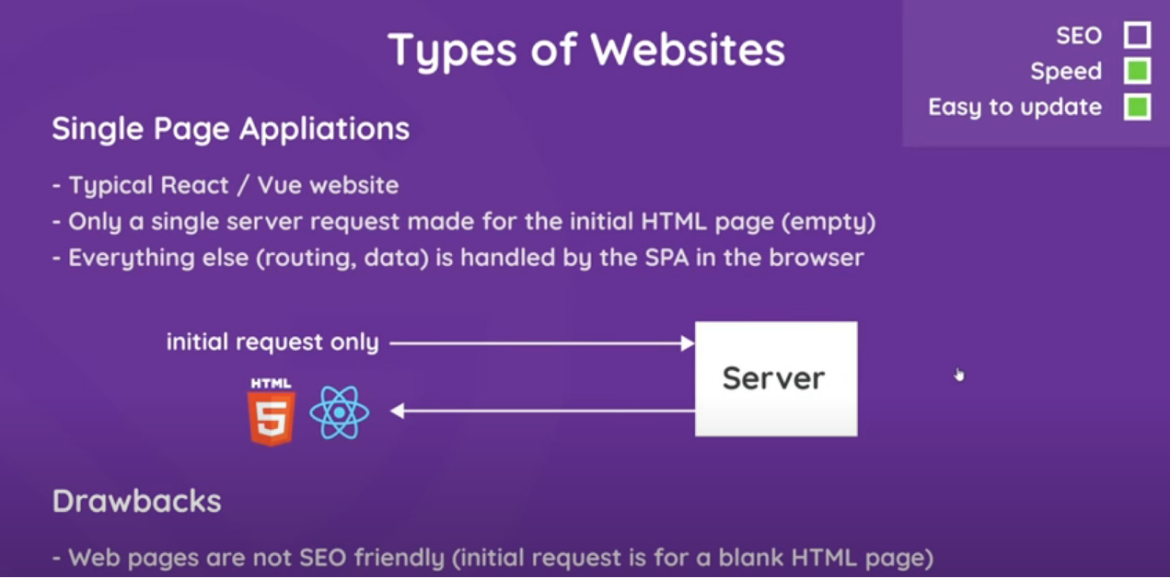 Types of Websites
SEO
Speed
Easy to update
Single Page Appliations
- Typical React / Vue website
- Only a single server request made for the initial HTML page (empty)
- Everything else (routing, data) is handled by the SPA in the browser
initial request only
Server
HTML
5
Drawbacks
- Web pages are not SEO friendly (initial request is for a blank HTML page)